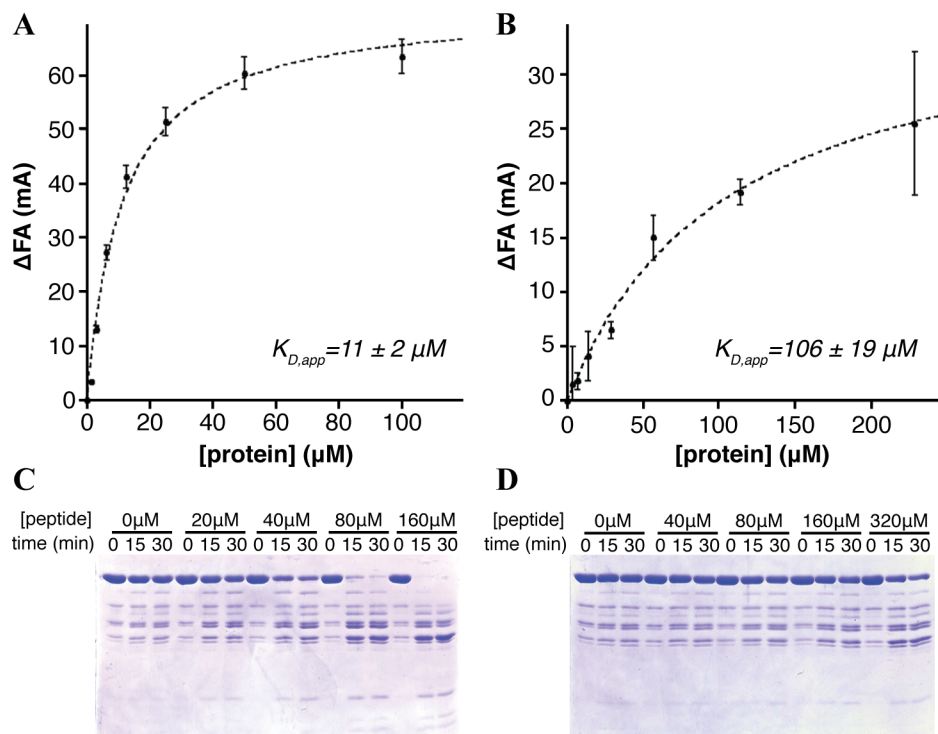 A
ΔFA (mA)
60
50
40
30
20
10
0
0 20 40 60 80 100
[protein] (µM)
K_D,app=11 ± 2 µM
B
ΔFA (mA)
30
25
20
15
10
5
0
0 50 100 150 200
[protein] (µM)
K_D,app=106 ± 19 µM
C
[peptide] 0µM 20µM 40µM 80µM 160µM
time (min) 0 15 30 0 15 30 0 15 30 0 15 30 0 15 30
D
[peptide] 0µM 40µM 80µM 160µM 320µM
time (min) 0 15 30 0 15 30 0 15 30 0 15 30 0 15 30